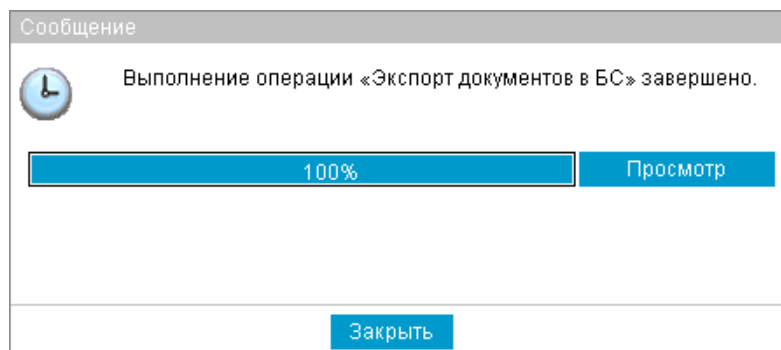 Сообщение
Выполнение операции «Экспорт документов в БС» завершено.
100%
Просмотр
Закрыть